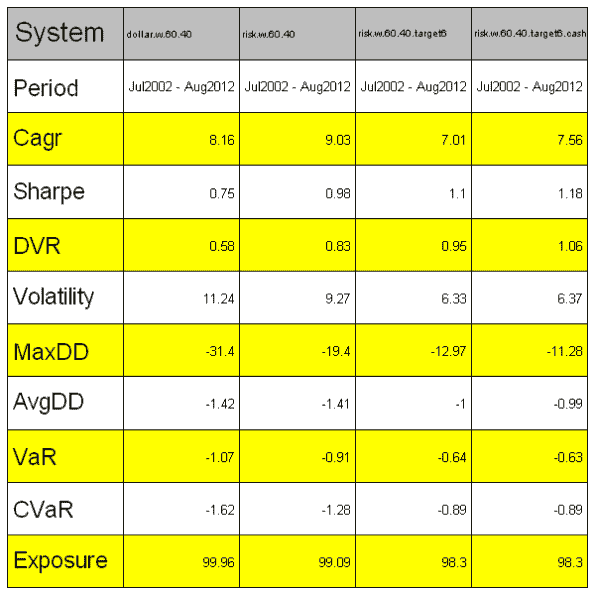 System dollar.w.60.40 risk.w.60.40 risk.w.60.40.target6 risk.w.60.40.target6.cash
Period Jul2002 - Aug2012 Jul2002 - Aug2012 Jul2002 - Aug2012 Jul2002 - Aug2012
Cagr 8.16 9.03 7.01 7.56
Sharpe 0.75 0.98 1.1 1.18
DVR 0.58 0.83 0.95 1.06
Volatility 11.24 9.27 6.33 6.37
MaxDD -31.4 -19.4 -12.97 -11.28
AvgDD -1.42 -1.41 -1 -0.99
VaR -1.07 -0.91 -0.64 -0.63
CVaR -1.62 -1.28 -0.89 -0.89
Exposure 99.96 99.09 98.3 98.3